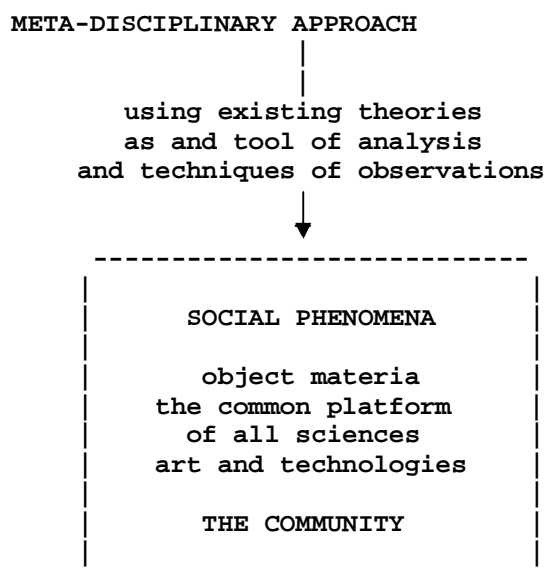 META-DISCIPLINARY APPROACH
using existing theories
as and tool of analysis
and techniques of observations
SOCIAL PHENOMENA
object materia
the common platform
of all sciences
art and technologies
THE COMMUNITY